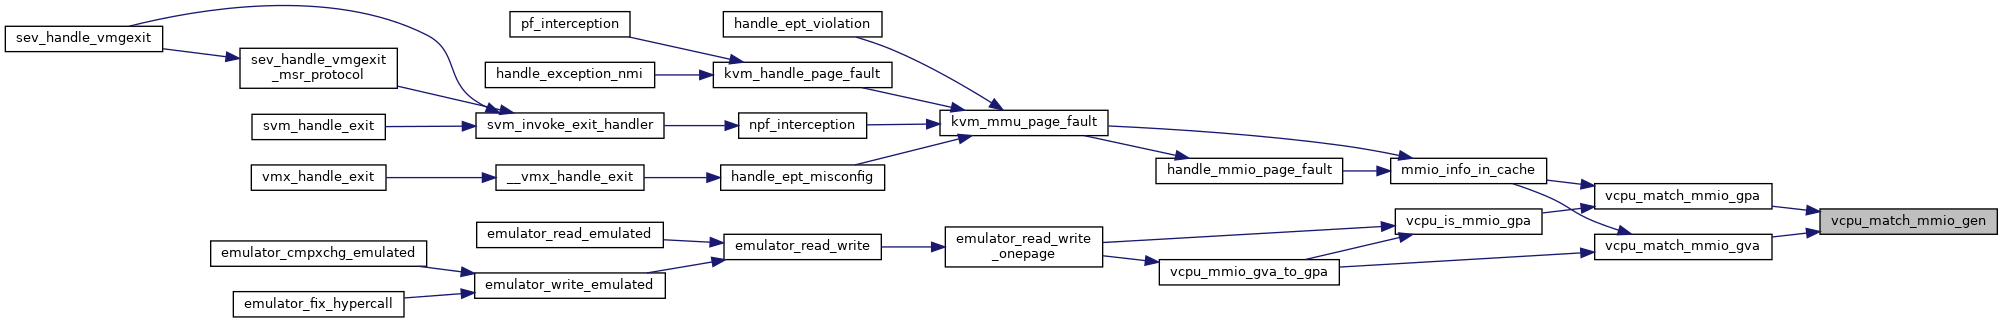 sev_handle_vmgexit
pf_interception
handle_ept_violation
sev_handle_vmgexit
_msr_protocol
handle_exception_nmi
kvm_handle_page_fault
svm_handle_exit
svm_invoke_exit_handler
npf_interception
kvm_mmu_page_fault
vmx_handle_exit
__vmx_handle_exit
handle_ept_misconfig
handle_mmio_page_fault
mmio_info_in_cache
vcpu_match_mmio_gpa
vcpu_match_mmio_gen
vcpu_is_mmio_gpa
vcpu_match_mmio_gva
emulator_read_emulated
emulator_read_write
emulator_read_write
_onepage
emulator_cmpxchg_emulated
vcpu_mmio_gva_to_gpa
emulator_write_emulated
emulator_fix_hypercall